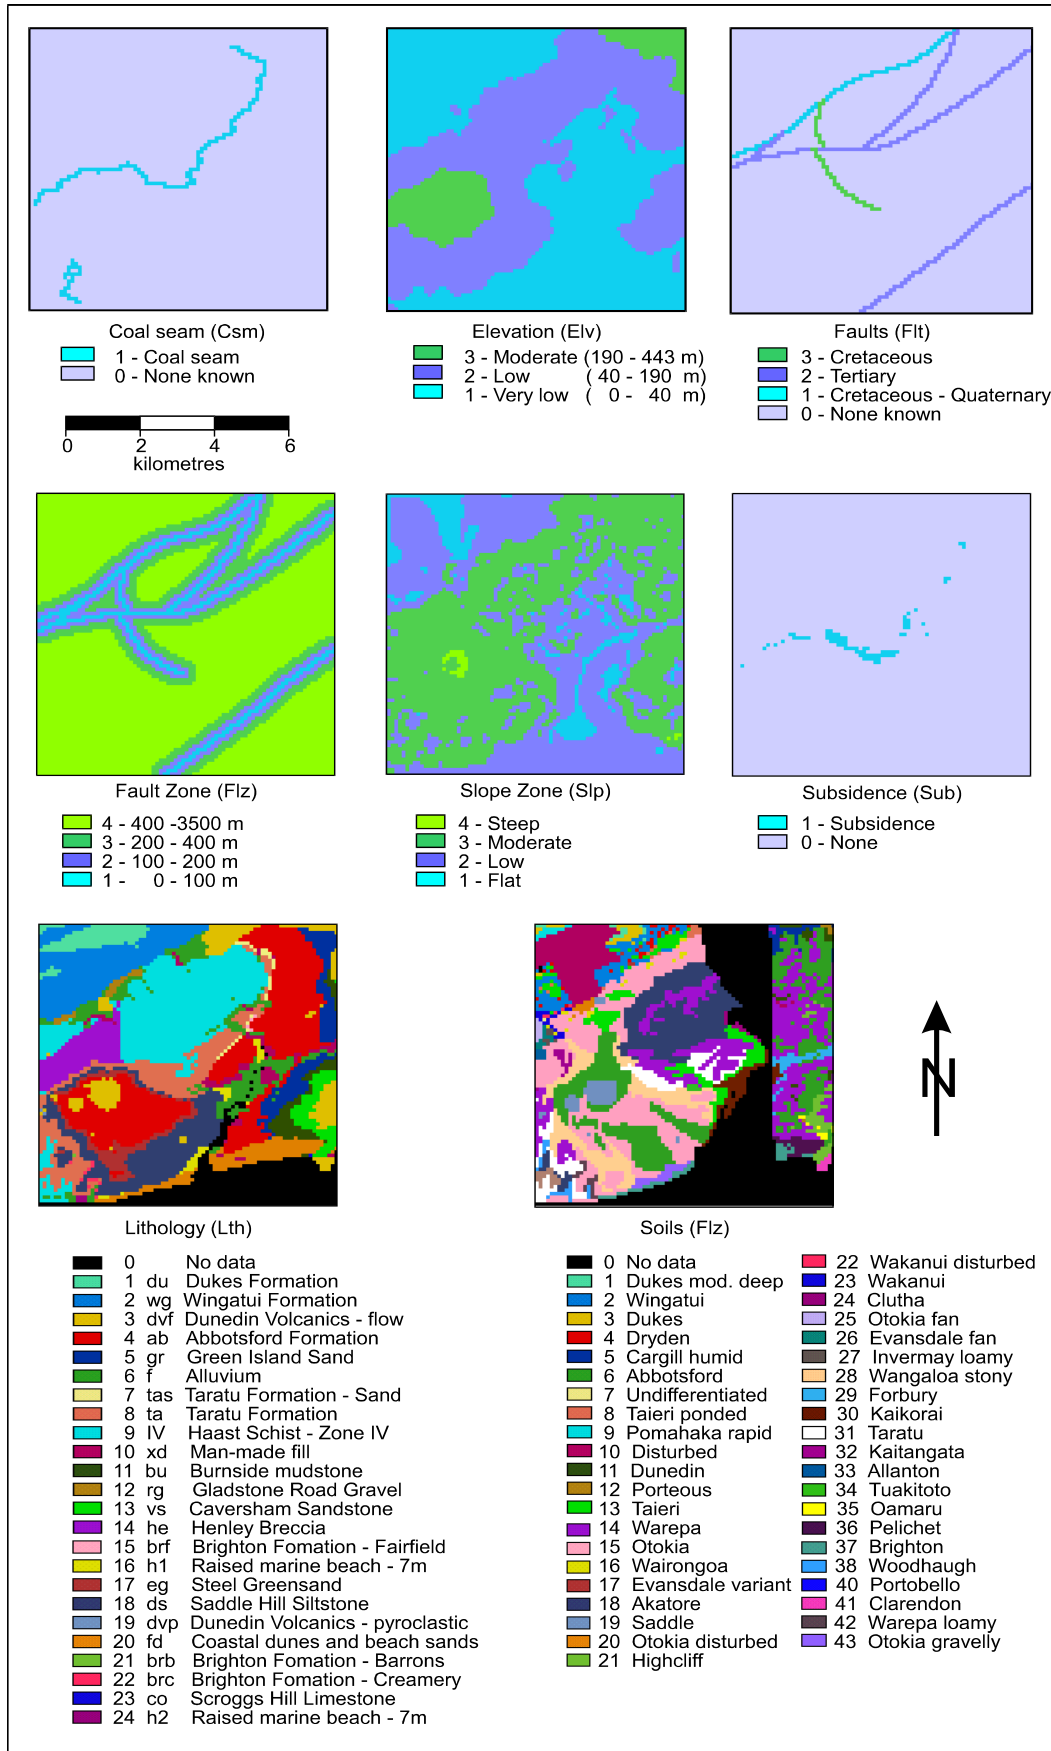 Coal seam (Csm)
1 - Coal seam
0 - None known
0 2 4 6
kilometres
Elevation (Elv)
3 - Moderate (190 - 443 m)
2 - Low ( 40 - 190 m)
1 - Very low ( 0 - 40 m)
Faults (Flt)
3 - Cretaceous
2 - Tertiary
1 - Cretaceous - Quaternary
0 - None known
Fault Zone (Flz)
4 - 400 -3500 m
3 - 200 - 400 m
2 - 100 - 200 m
1 - 0 - 100 m
Slope Zone (Slp)
4 - Steep
3 - Moderate
2 - Low
1 - Flat
Subsidence (Sub)
1 - Subsidence
0 - None
N
Lithology (Lth)
0 No data
1 du Dukes Formation
2 wg Wingatui Formation
3 dvf Dunedin Volcanics - flow
4 ab Abbotsford Formation
5 gr Green Island Sand
6 f Alluvium
7 tas Taratu Formation - Sand
8 ta Taratu Formation
9 IV Haast Schist - Zone IV
10 xd Man-made fill
11 bu Burnside mudstone
12 rg Gladstone Road Gravel
13 vs Caversham Sandstone
14 he Henley Breccia
15 brf Brighton Fomation - Fairfield
16 h1 Raised marine beach - 7m
17 eg Steel Greensand
18 ds Saddle Hill Siltstone
19 dvp Dunedin Volcanics - pyroclastic
20 fd Coastal dunes and beach sands
21 brb Brighton Fomation - Barrons
22 brc Brighton Fomation - Creamery
23 co Scroggs Hill Limestone
24 h2 Raised marine beach - 7m
Soils (Flz)
0 No data
1 Dukes mod. deep
2 Wingatui
3 Dukes
4 Dryden
5 Cargill humid
6 Abbotsford
7 Undifferentiated
8 Taieri ponded
9 Pomahaka rapid
10 Disturbed
11 Dunedin
12 Porteous
13 Taieri
14 Warepa
15 Otokia
16 Wairongoa
17 Evansdale variant
18 Akatore
19 Saddle
20 Otokia disturbed
21 Highcliff
22 Wakanui disturbed
23 Wakanui
24 Clutha
25 Otokia fan
26 Evansdale fan
27 Invermay loamy
28 Wangaloa stony
29 Forbury
30 Kaikorai
31 Taratu
32 Kaitangata
33 Allanton
34 Tuakitoto
35 Oamaru
36 Pelichet
37 Brighton
38 Woodhaugh
40 Portobello
41 Clarendon
42 Warepa loamy
43 Otokia gravelly